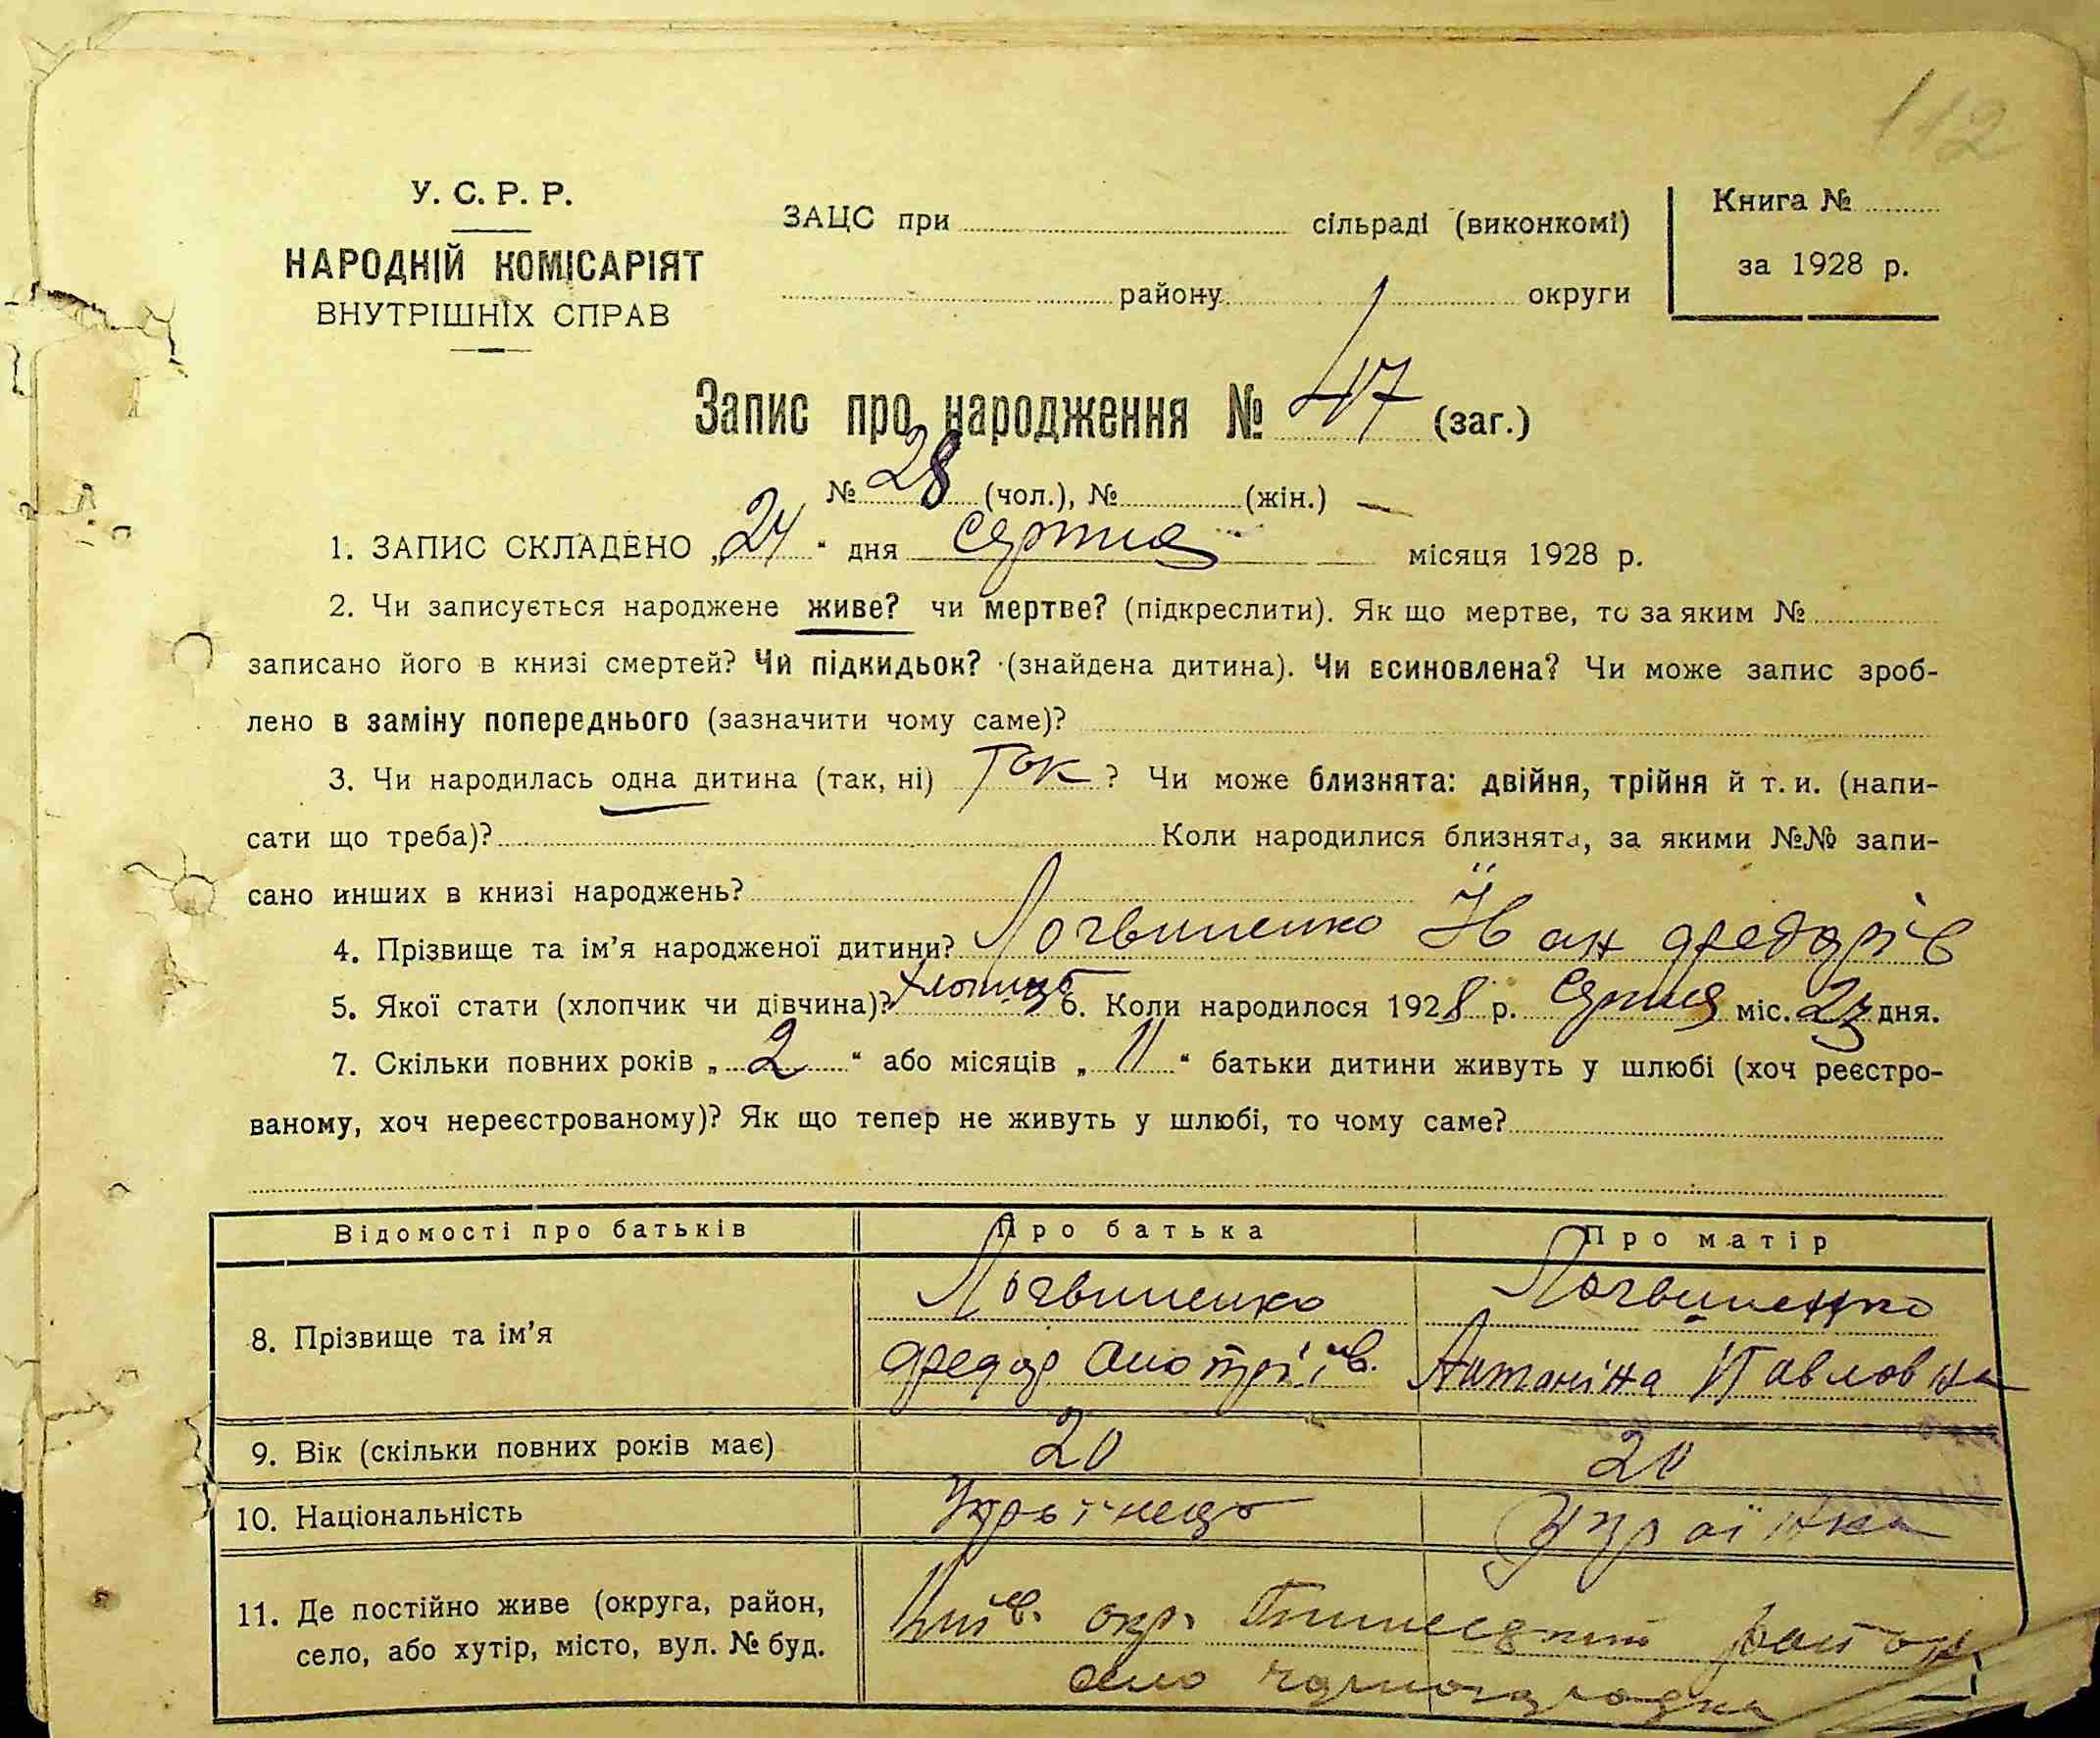 112
У. С. Р. Р.
НАРОДНІЙ КОМІСАРІЯТ
ВНУТРІШНІХ СПРАВ
ЗАЦС при сільраді (виконкомі)
району округи
Книга №
за 1928 р.
Запис про народження № 47 (заг.)
№ 28 (чол.), № (жін.) —
1. ЗАПИС СКЛАДЕНО „24“ дня серпня місяця 1928 р.
2. Чи записується народжене живе? чи мертве? (підкреслити). Як що мертве, то за яким №
записано його в книзі смертей? Чи підкидьок? (знайдена дитина). Чи всиновлена? Чи може запис зроб-
лено в заміну попереднього (зазначити чому саме)?
3. Чи народилась одна дитина (так, ні) Так? Чи може близнята: двійня, трійня й т. и. (напи-
сати що треба)? Коли народилися близнята, за якими №№ запи-
сано инших в книзі народжень?
4. Прізвище та ім’я народженої дитини? Логвиненко Йван Федорів
5. Якої стати (хлопчик чи дівчина)? хлопець 6. Коли народилося 1928 р. Серпня міс. 23 дня.
7. Скільки повних років „2“ або місяців „11“ батьки дитини живуть у шлюбі (хоч реєстро-
ваному, хоч нереєстрованому)? Як що тепер не живуть у шлюбі, то чому саме?
Відомості про батьків Про батька Про матір
8. Прізвище та ім’я Логвиненко Логвиненко
Федор Антонїна Павловна
9. Вік (скільки повних років має) 20 20
10. Національність Українець Українка
11. Де постійно живе (округа, район,
село, або хутір, місто, вул. № буд.
Київ. окр. район
село